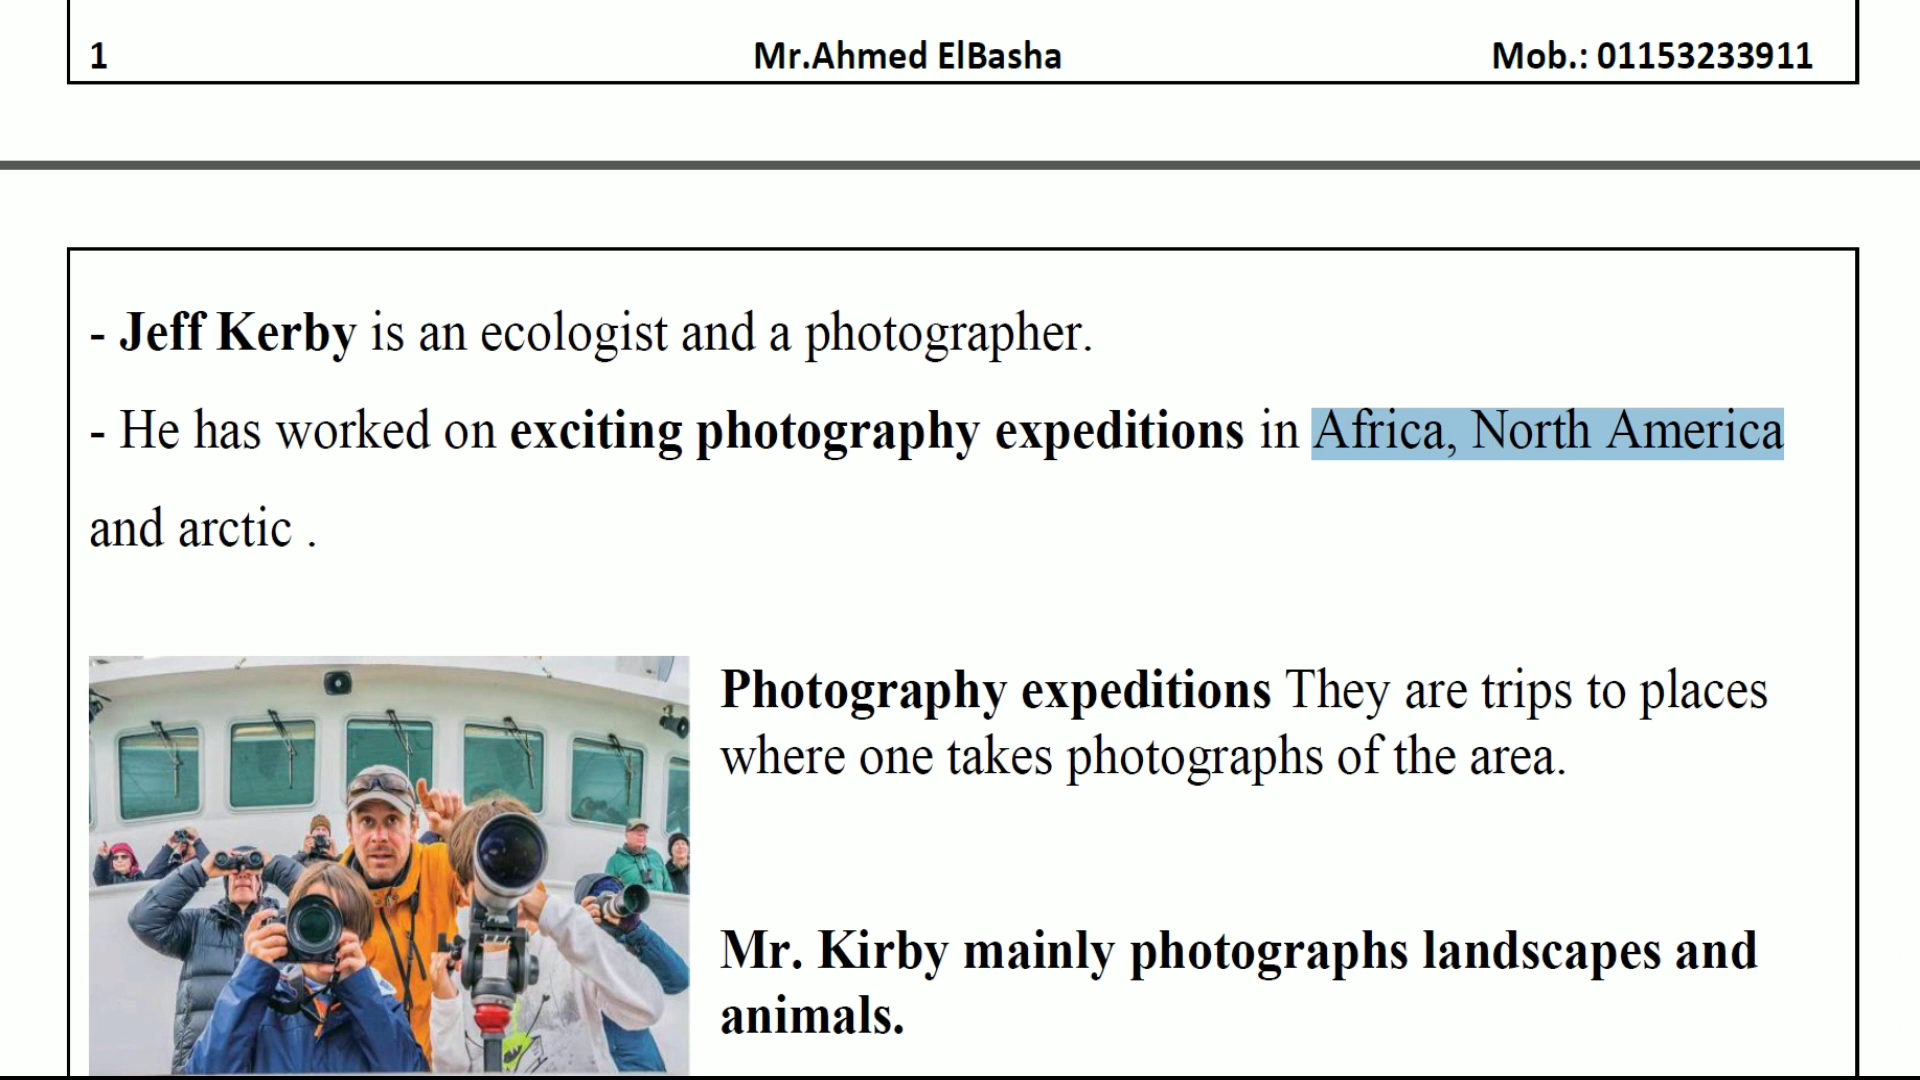 1 Mr.Ahmed ElBasha Mob.: 01153233911
- Jeff Kerby is an ecologist and a photographer.
- He has worked on exciting photography expeditions in Africa, North America
and arctic .
Photography expeditions They are trips to places
where one takes photographs of the area.
Mr. Kirby mainly photographs landscapes and
animals.